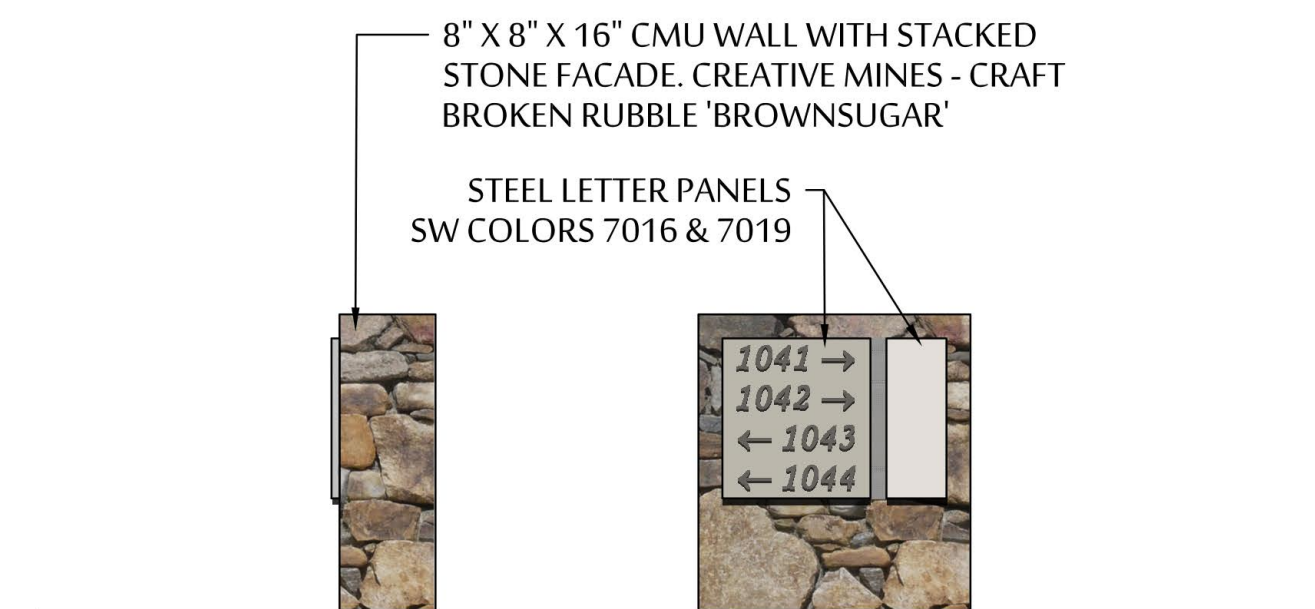 8" X 8" X 16" CMU WALL WITH STACKED
STONE FACADE. CREATIVE MINES - CRAFT
BROKEN RUBBLE 'BROWNSUGAR'
STEEL LETTER PANELS
SW COLORS 7016 & 7019
1041 →
1042 →
← 1043
← 1044